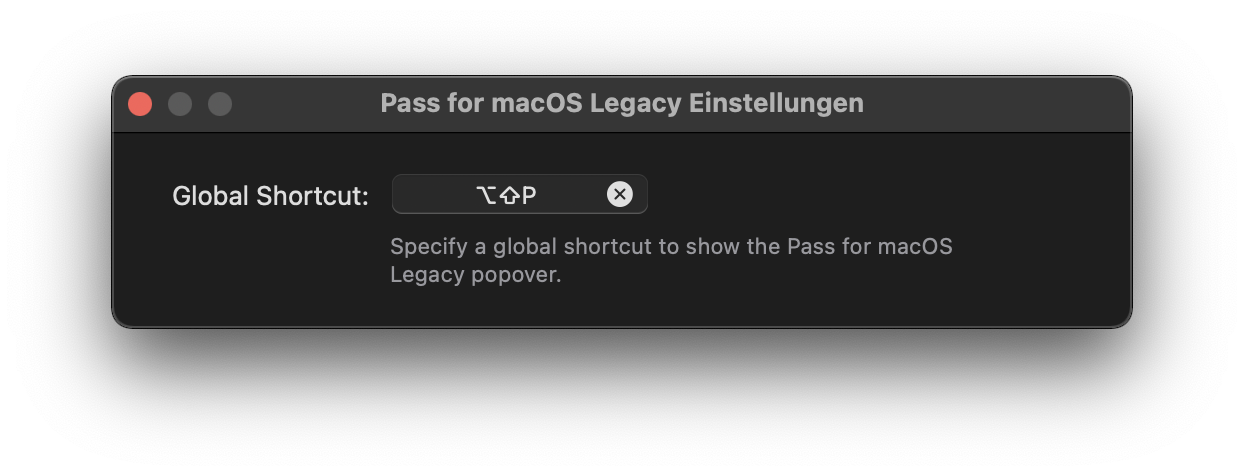 Pass for macOS Legacy Einstellungen
Global Shortcut: ⌥⇧P
Specify a global shortcut to show the Pass for macOS
Legacy popover.